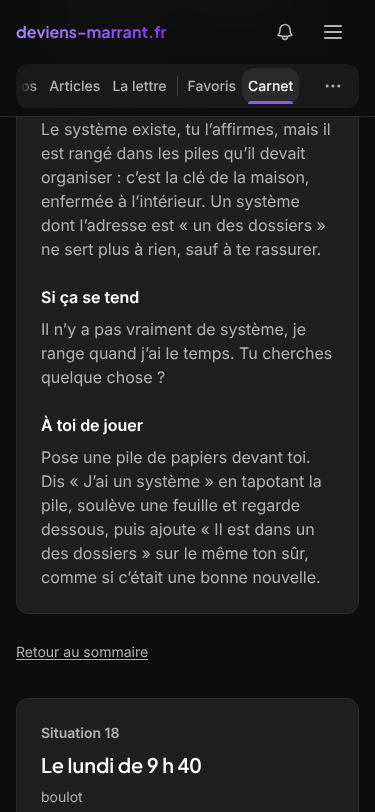 deviens-marrant.fr
os Articles La lettre Favoris Carnet
Le système existe, tu l’affirmes, mais il
est rangé dans les piles qu’il devait
organiser : c’est la clé de la maison,
enfermée à l’intérieur. Un système
dont l’adresse est « un des dossiers »
ne sert plus à rien, sauf à te rassurer.
Si ça se tend
Il n’y a pas vraiment de système, je
range quand j’ai le temps. Tu cherches
quelque chose ?
À toi de jouer
Pose une pile de papiers devant toi.
Dis « J’ai un système » en tapotant la
pile, soulève une feuille et regarde
dessous, puis ajoute « Il est dans un
des dossiers » sur le même ton sûr,
comme si c’était une bonne nouvelle.
Retour au sommaire
Situation 18
Le lundi de 9 h 40
boulot